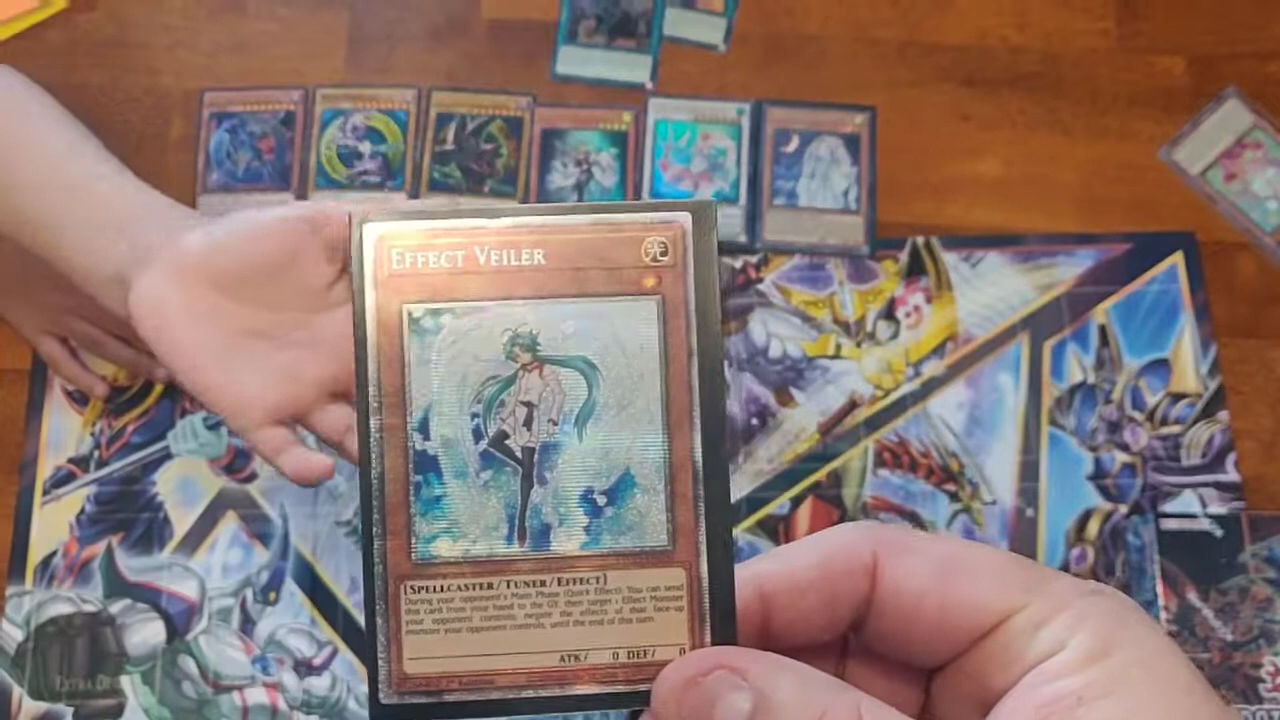 EFFECT VEILER
光
[SPELLCASTER/TUNER/EFFECT]
During your opponent's Main Phase (Quick Effect): You can send
this card from your hand to the GY, then target 1 Effect Monster
your opponent controls; negate the effects of that face-up
monster your opponent controls, until the end of this turn.
ATK/ 0 DEF/ 0
EXTRA